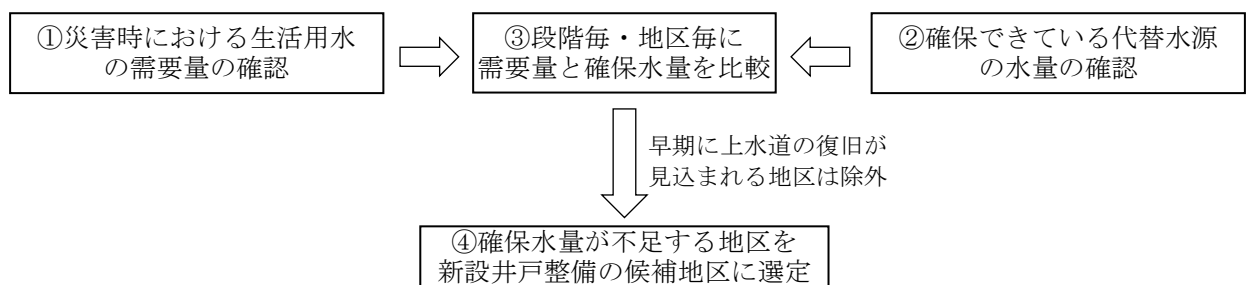 ①災害時における生活用水
の需要量の確認
③段階毎・地区毎に
需要量と確保水量を比較
②確保できている代替水源
の水量の確認
早期に上水道の復旧が
見込まれる地区は除外
④確保水量が不足する地区を
新設井戸整備の候補地区に選定